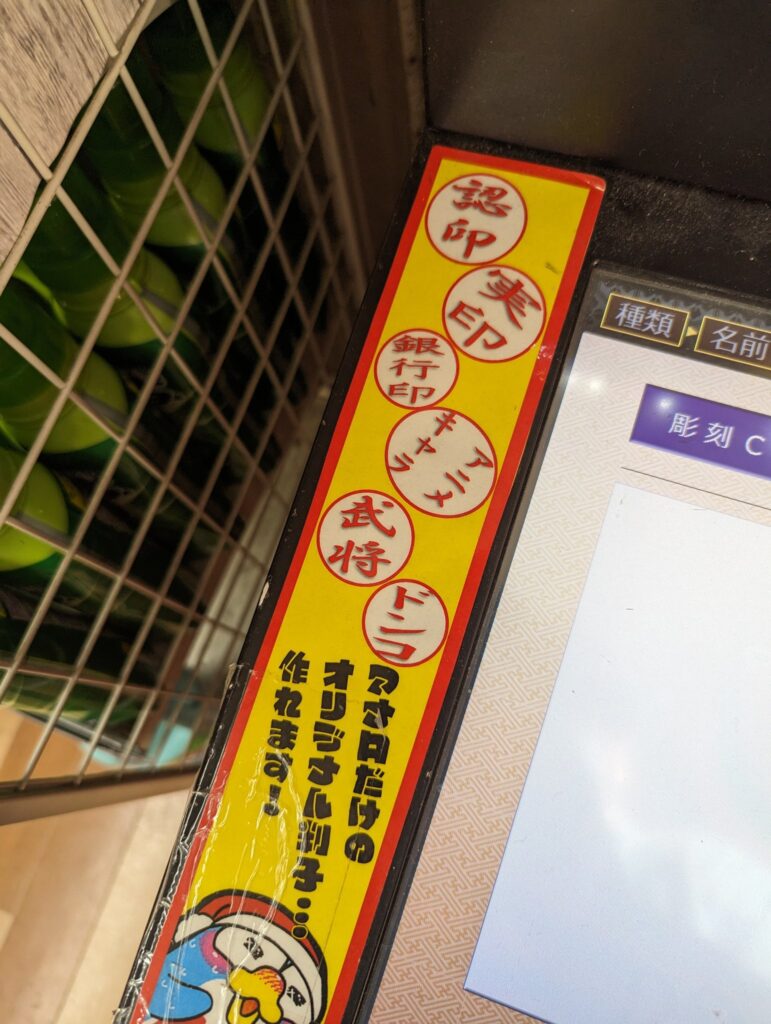 認印
実印
銀行印
アニメ
キャラ
武将
ドンコ
アナタだけの
オリジナル判子…
作れます!
種類
名前
彫刻C